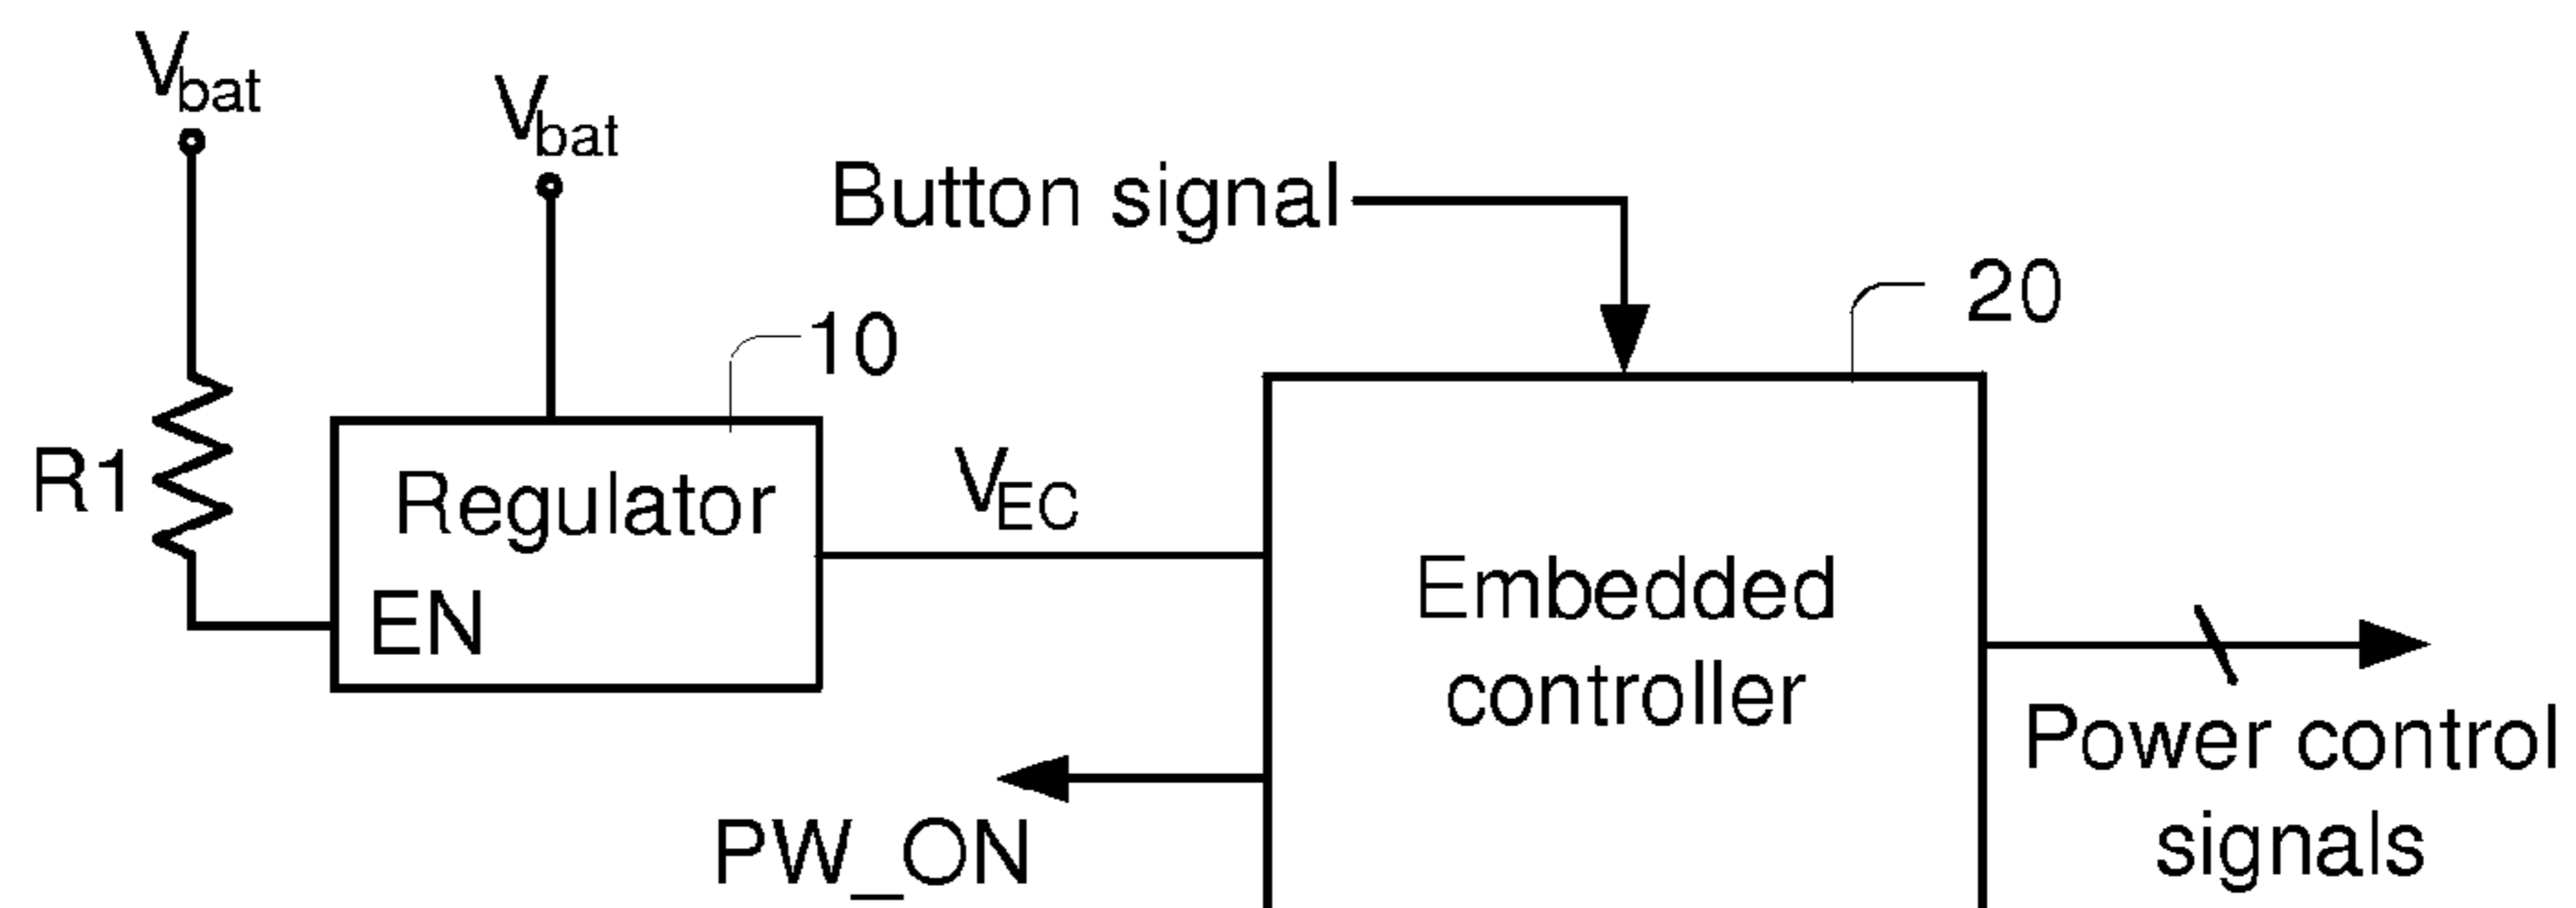 Vbat
Vbat
Button signal
20
10
R1
Regulator
VEC
EN
Embedded
controller
Power control
signals
PW_ON